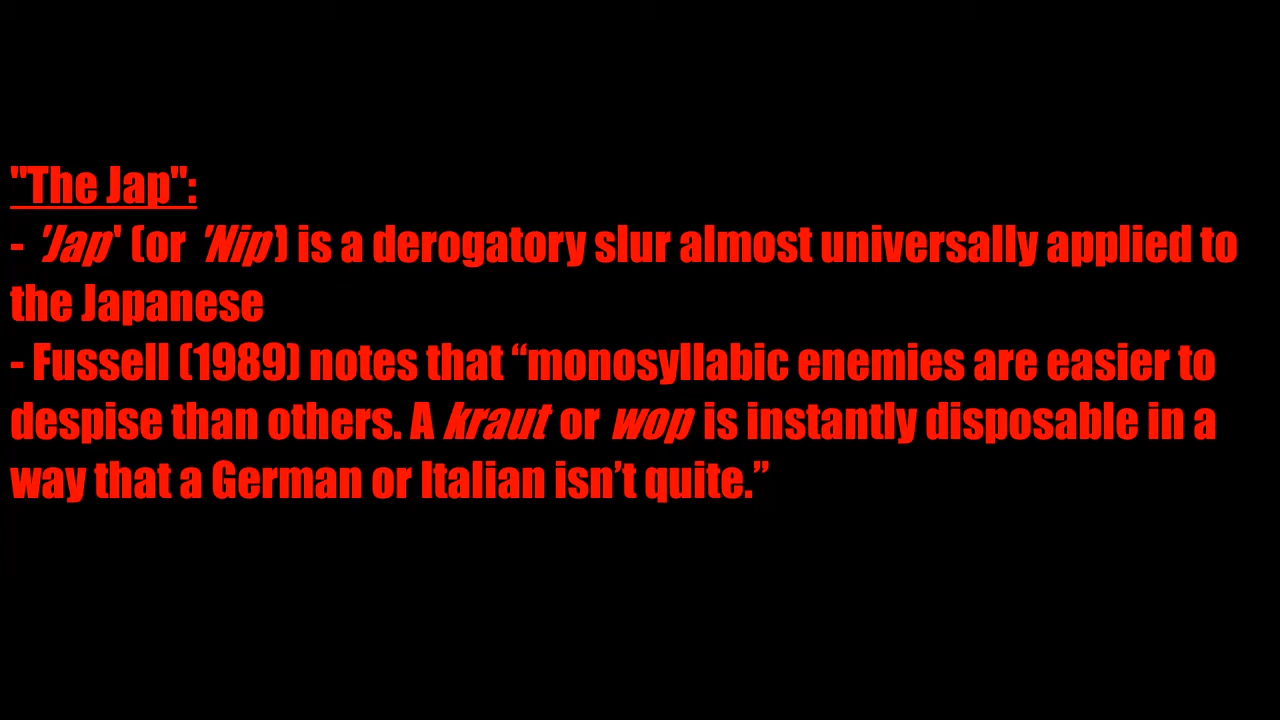 "The Jap":
- 'Jap' (or 'Nip') is a derogatory slur almost universally applied to
the Japanese
- Fussell (1989) notes that “monosyllabic enemies are easier to
despise than others. A kraut or wop is instantly disposable in a
way that a German or Italian isn’t quite.”